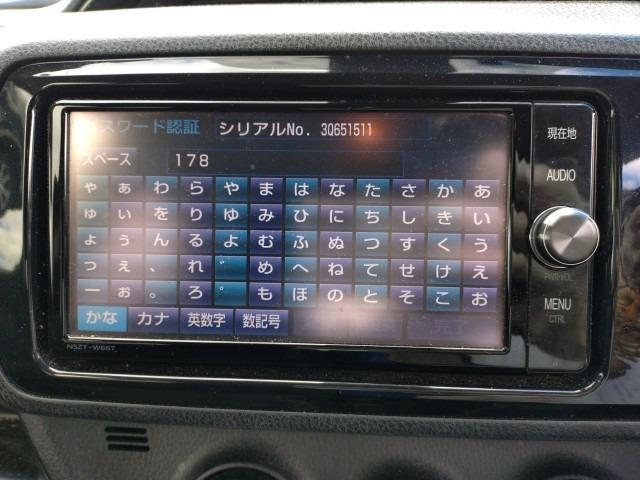 パスワード認証 シリアルNo. 3Q651511
スペース 178
ゃ ぁ わ ら や ま は な た さ か あ
ゅ ぃ を り ゆ み ひ に ち し き い
ょ ぅ ん る よ む ふ ぬ つ す く う
っ ぇ 、 れ ゛ め へ ね て せ け え
ー ぉ 。 ろ ゜ も ほ の と そ こ お
かな カナ 英数字 数記号 完了
NSZT-W66T
現在地
AUDIO
PWR/VOL
MENU
CTRL